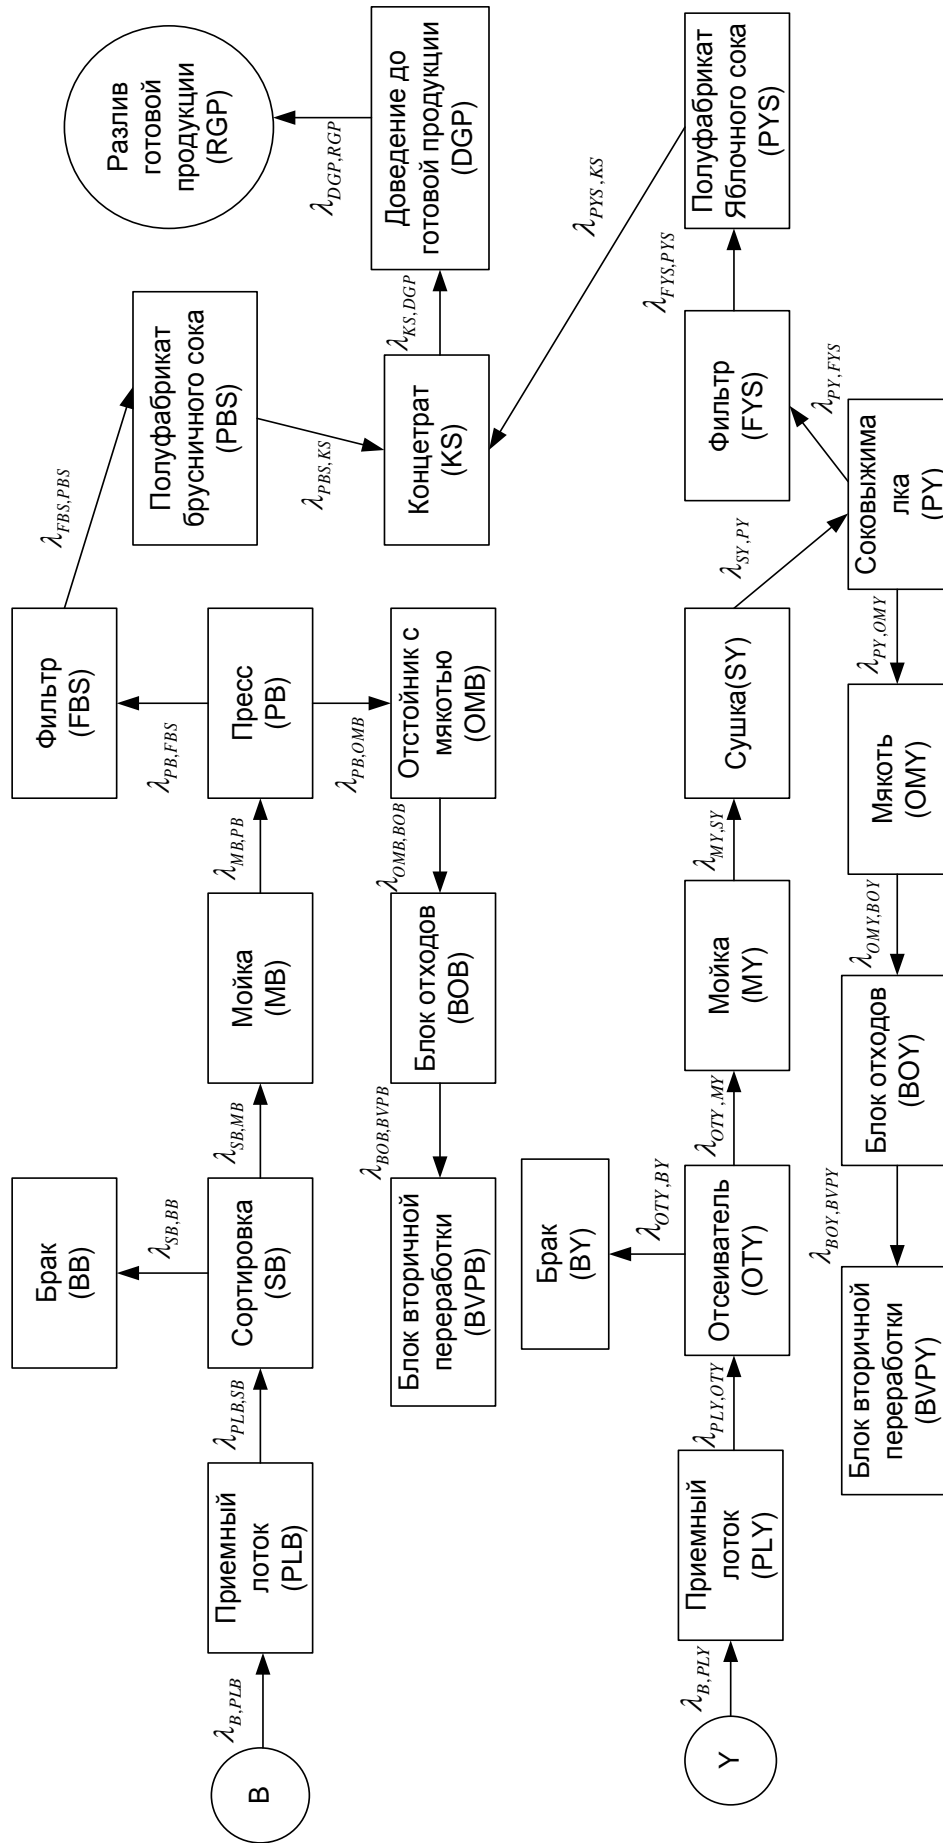 B
λB,PLB
Приемный
лоток
(PLB)
λPLB,SB
Сортировка
(SB)
λSB,BB
Брак
(BB)
λSB,MB
Мойка
(MB)
λMB,PB
Пресс
(PB)
λPB,FBS
Фильтр
(FBS)
λFBS,PBS
Полуфабрикат
брусничного сока
(PBS)
λPBS,KS
λPB,OMB
Отстойник с
мякотью
(OMB)
λOMB,BOB
Блок отходов
(BOB)
λBOB,BVPB
Блок вторичной
переработки
(BVPB)
Концетрат
(KS)
λKS,DGP
Доведение до
готовой продукции
(DGP)
λDGP,RGP
Разлив
готовой
продукции
(RGP)
Y
λB,PLY
Приемный
лоток
(PLY)
λPLY,OTY
Отсеиватель
(OTY)
λOTY,BY
Брак
(BY)
λOTY,MY
Мойка
(MY)
λMY,SY
Сушка(SY)
λSY,PY
Соковыжима
лка
(PY)
λPY,FYS
Фильтр
(FYS)
λFYS,PYS
Полуфабрикат
Яблочного сока
(PYS)
λPYS,KS
λPY,OMY
Мякоть
(OMY)
λOMY,BOY
Блок отходов
(BOY)
λBOY,BVPY
Блок вторичной
переработки
(BVPY)